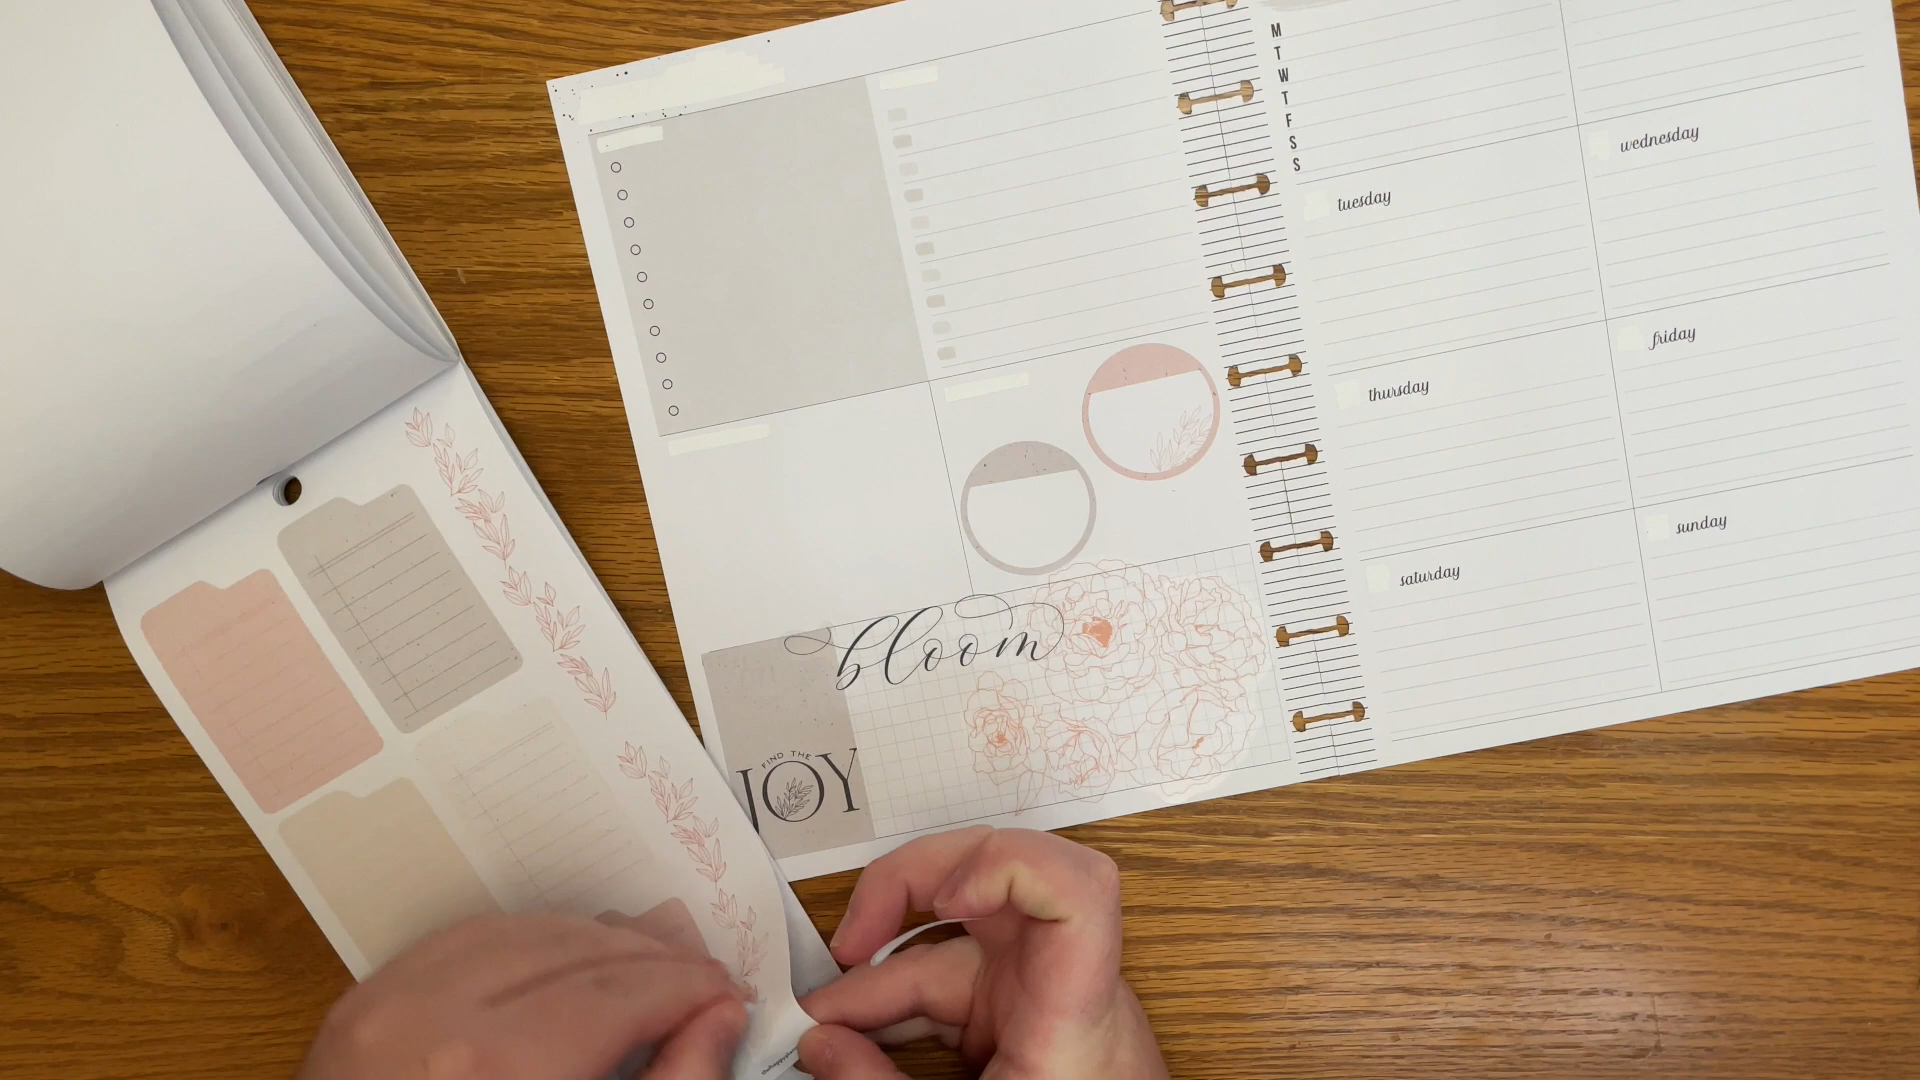 bloom
FIND THE
JOY
M
T
W
T
F
S
S
tuesday
wednesday
thursday
friday
saturday
sunday